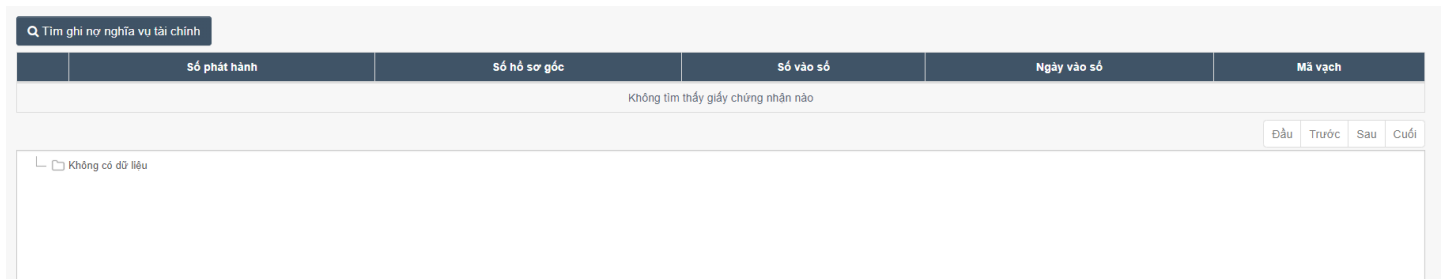 Tìm ghi nợ nghĩa vụ tài chính
Số phát hành Số hồ sơ gốc Số vào sổ Ngày vào sổ Mã vạch
Không tìm thấy giấy chứng nhận nào
Đầu Trước Sau Cuối
Không có dữ liệu